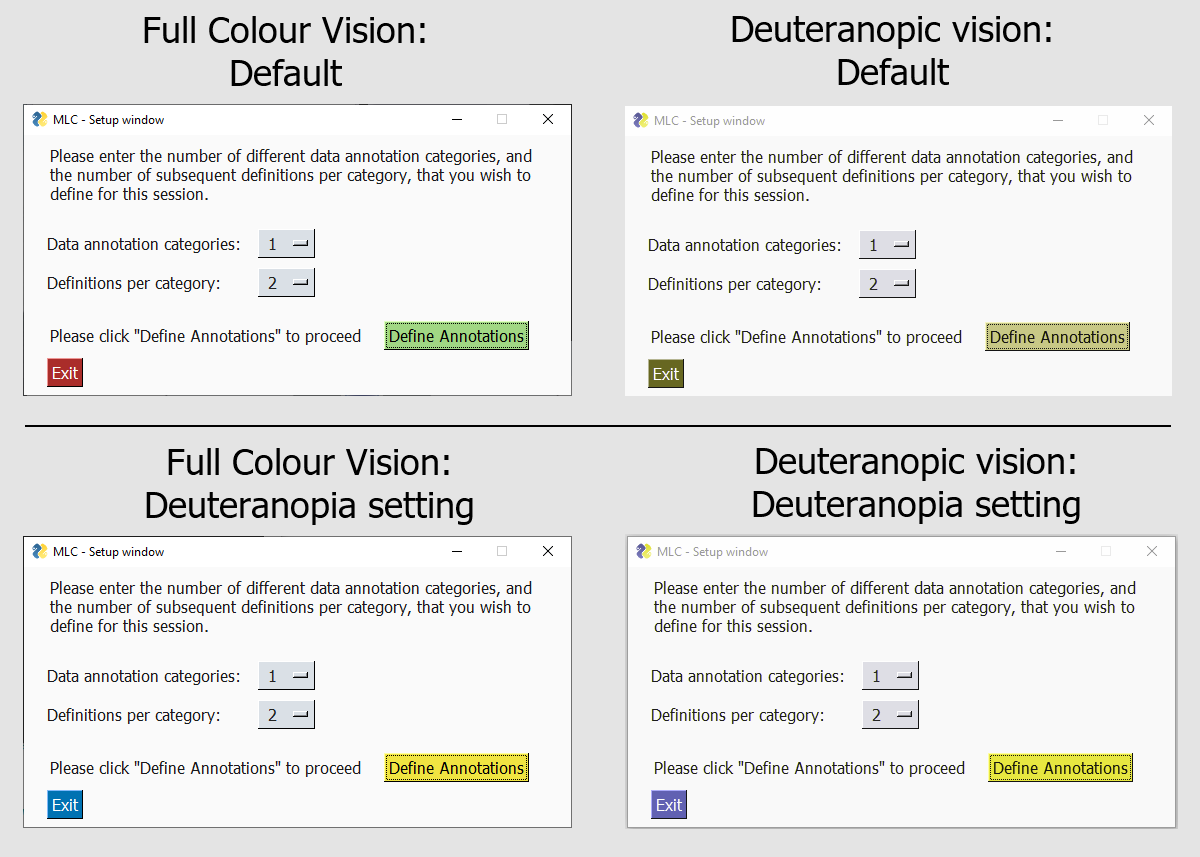 Full Colour Vision:
Default
MLC - Setup window
Please enter the number of different data annotation categories, and
the number of subsequent definitions per category, that you wish to
define for this session.
Data annotation categories: 1
Definitions per category: 2
Please click "Define Annotations" to proceed Define Annotations
Exit
Deuteranopic vision:
Default
MLC - Setup window
Please enter the number of different data annotation categories, and
the number of subsequent definitions per category, that you wish to
define for this session.
Data annotation categories: 1
Definitions per category: 2
Please click "Define Annotations" to proceed Define Annotations
Exit
Full Colour Vision:
Deuteranopia setting
MLC - Setup window
Please enter the number of different data annotation categories, and
the number of subsequent definitions per category, that you wish to
define for this session.
Data annotation categories: 1
Definitions per category: 2
Please click "Define Annotations" to proceed Define Annotations
Exit
Deuteranopic vision:
Deuteranopia setting
MLC - Setup window
Please enter the number of different data annotation categories, and
the number of subsequent definitions per category, that you wish to
define for this session.
Data annotation categories: 1
Definitions per category: 2
Please click "Define Annotations" to proceed Define Annotations
Exit